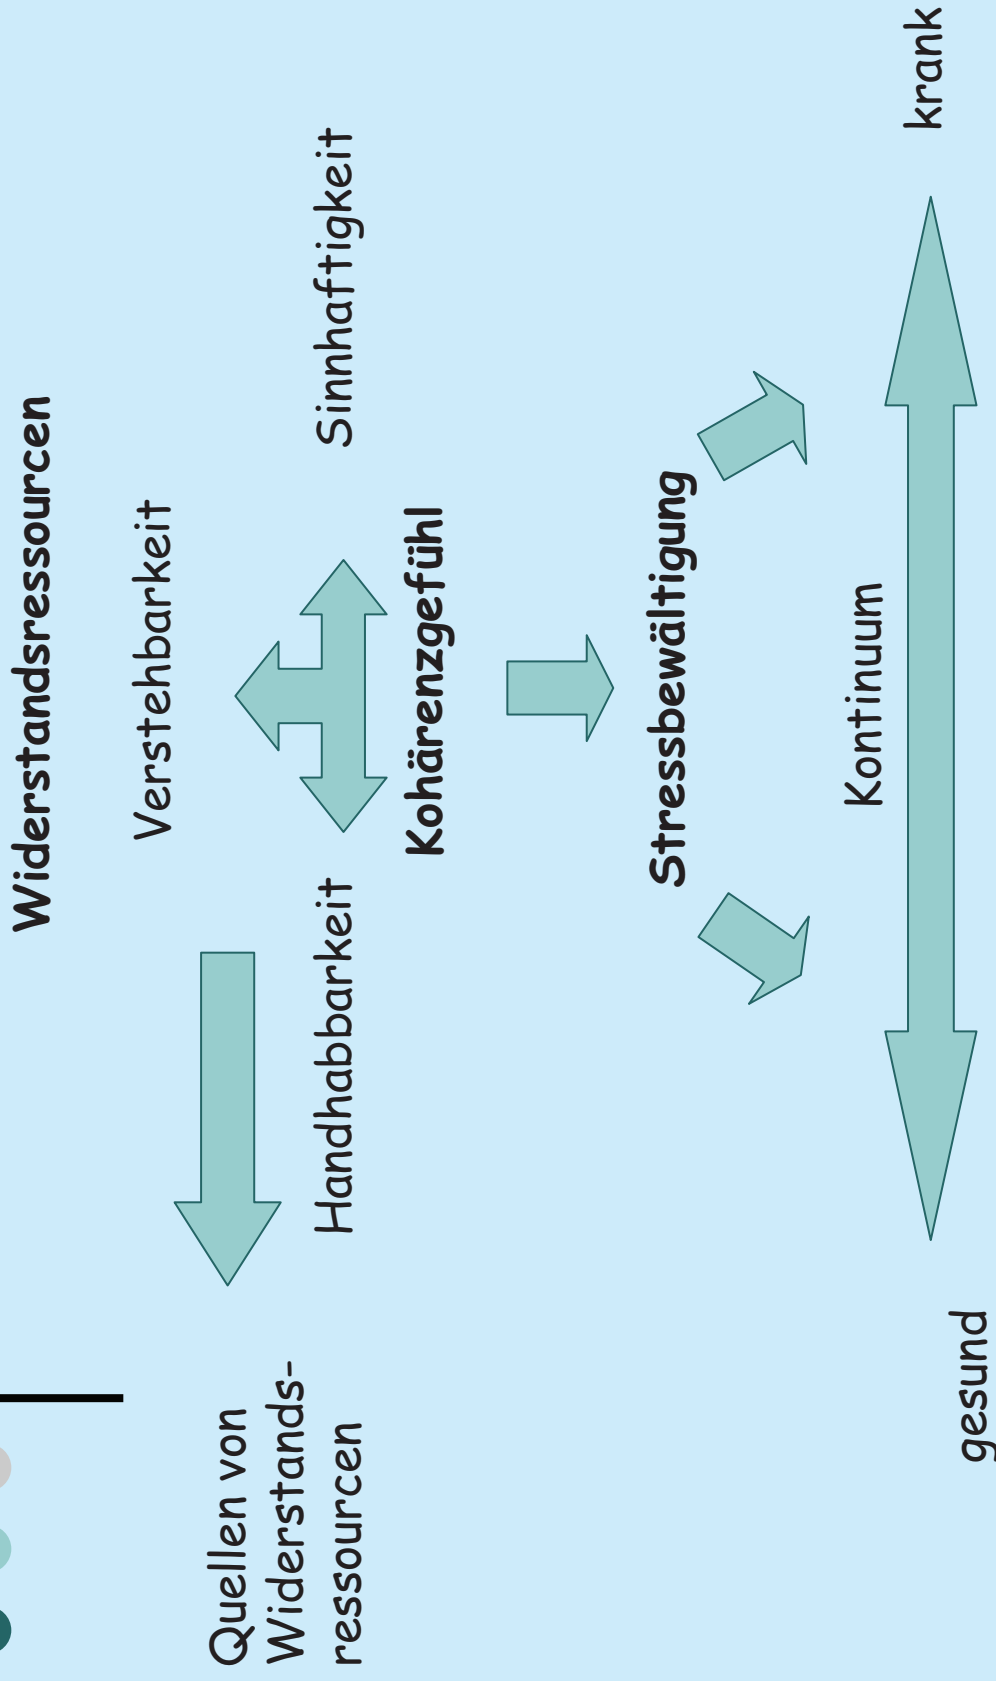 Widerstandsressourcen
Verstehbarkeit
Quellen von
Widerstands-
ressourcen
Handhabbarkeit
Sinnhaftigkeit
Kohärenzgefühl
Stressbewältigung
Kontinuum
gesund
krank